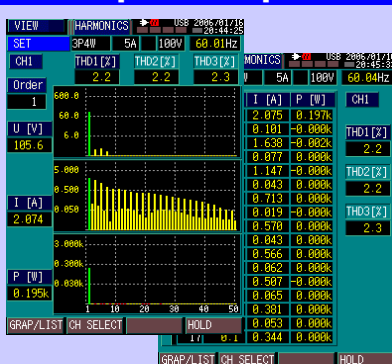 VIEW HARMONICS USB 2006/01/16
20:44:25
SET 3P4W 5A 100V 60.01Hz
CH1 THD1[%] THD2[%] THD3[%]
2.2 2.2 2.3
Order
1
U [V]
105.6
I [A]
2.074
P [W]
0.195k
600.0
60.0
6.0
5.000
0.500
0.050
3.000k
0.300k
0.030k
1 10 20 30 40 50
GRAP/LIST CH SELECT HOLD
MONICS USB 2006/01/16
20:45:3
5A 100V 60.04Hz
I [A] P [W] CH1
2.075 0.197k
0.101 -0.000k
1.638 -0.002k
0.077 0.000k
1.147 -0.000k
0.043 0.000k
0.713 -0.000k
0.019 -0.000k
0.570 0.000k
0.043 0.000k
0.566 0.000k
0.062 0.000k
0.507 -0.000k
0.065 0.000k
0.381 0.000k
0.053 0.000k
17 0.1 0.344 0.000k
THD1[%]
2.2
THD2[%]
2.2
THD3[%]
2.3
GRAP/LIST CH SELECT HOLD